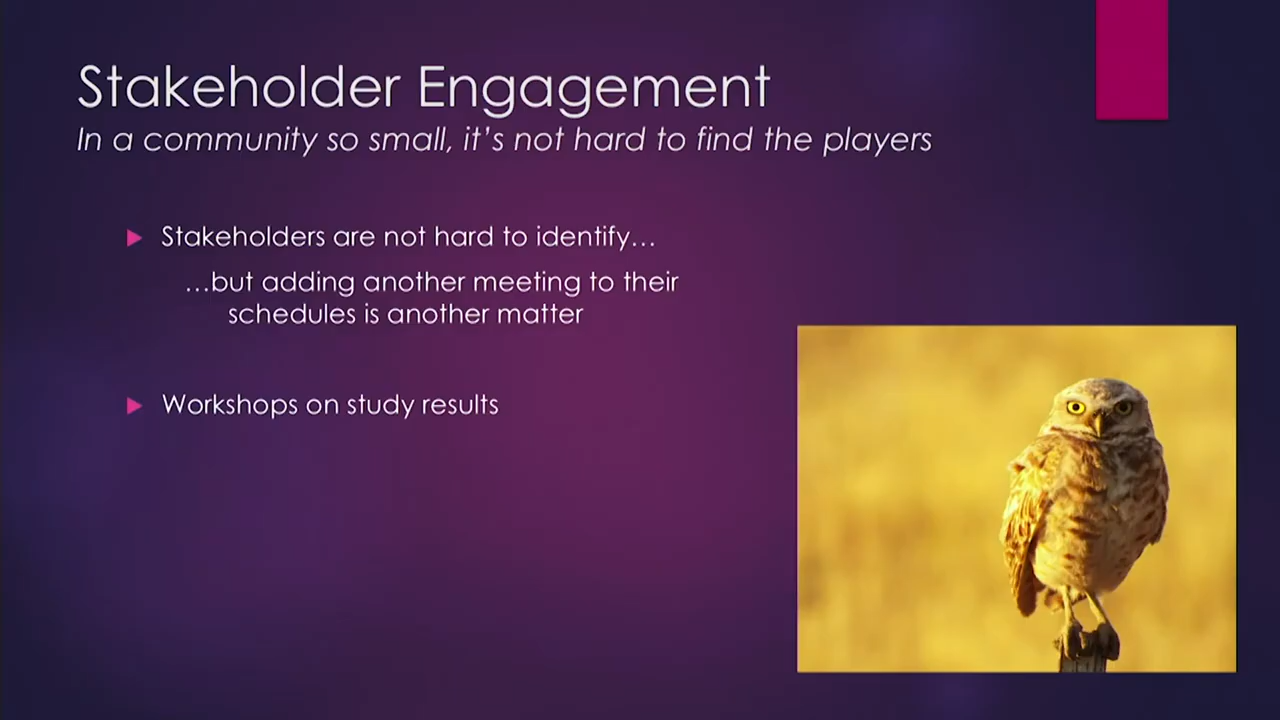 Stakeholder Engagement
In a community so small, it's not hard to find the players
Stakeholders are not hard to identify…
…but adding another meeting to their
schedules is another matter
Workshops on study results